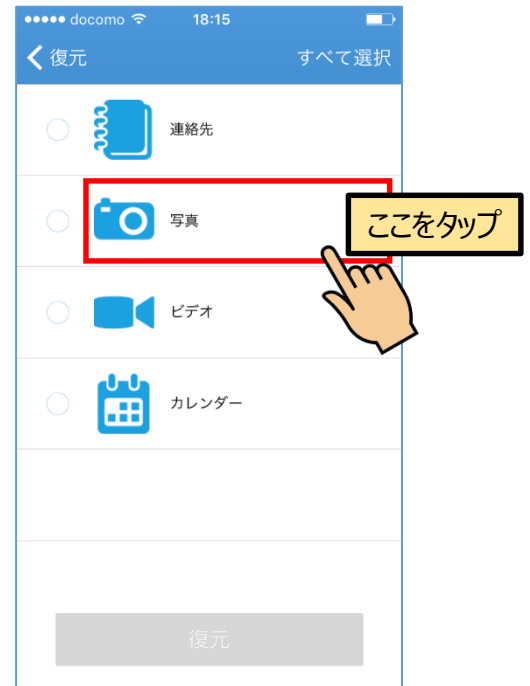 docomo 18:15
復元 すべて選択
連絡先
写真
ここをタップ
ビデオ
カレンダー
復元